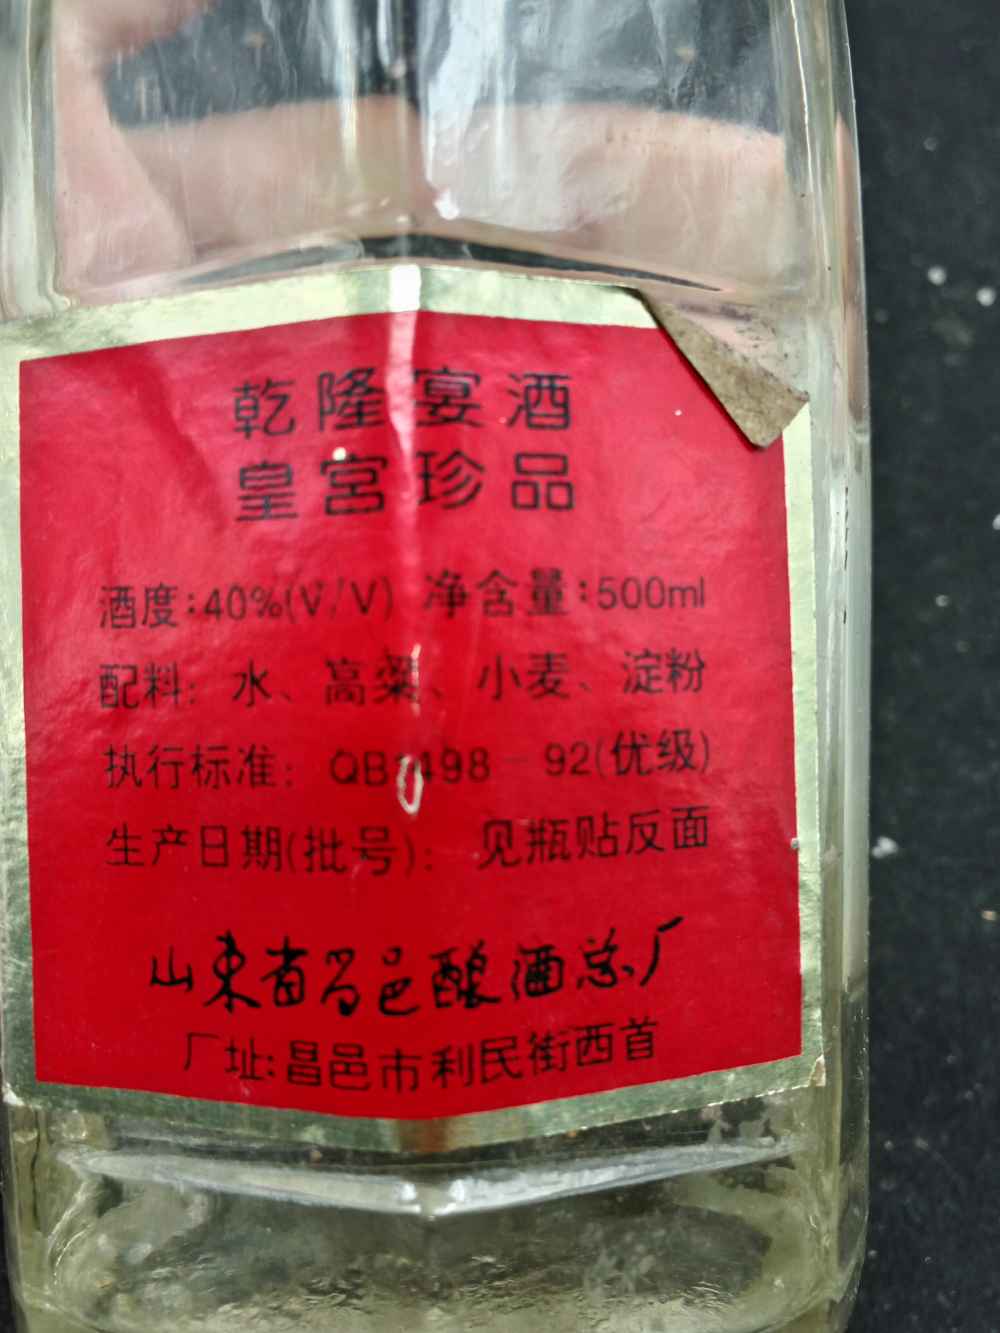 乾隆宴酒
皇宫珍品
酒度:40%(V/V) 净含量:500ml
配料: 水、高粱、小麦、淀粉
执行标准: QB1498-92(优级)
生产日期(批号): 见瓶贴反面
山东省昌邑酿酒总厂
厂址:昌邑市利民街西首